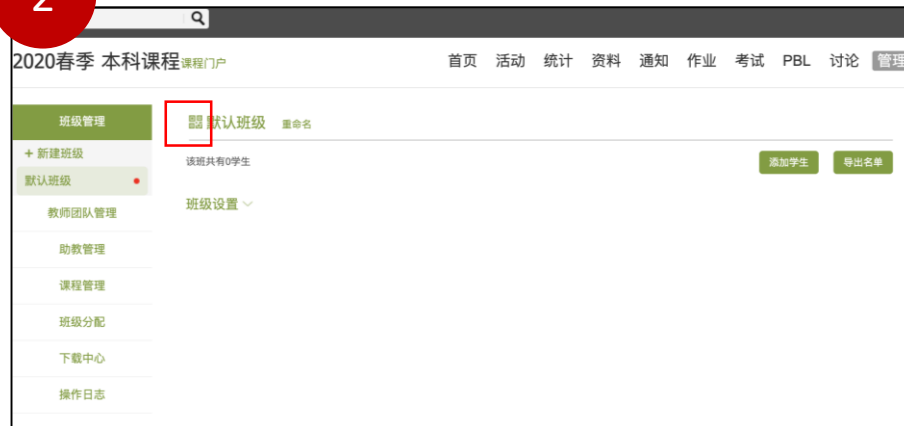 2
2020春季 本科课程 课程门户 首页 活动 统计 资料 通知 作业 考试 PBL 讨论 管理
班级管理
默认班级 重命名
+ 新建班级
该班共有0学生 添加学生 导出名单
默认班级
班级设置
教师团队管理
助教管理
课程管理
班级分配
下载中心
操作日志